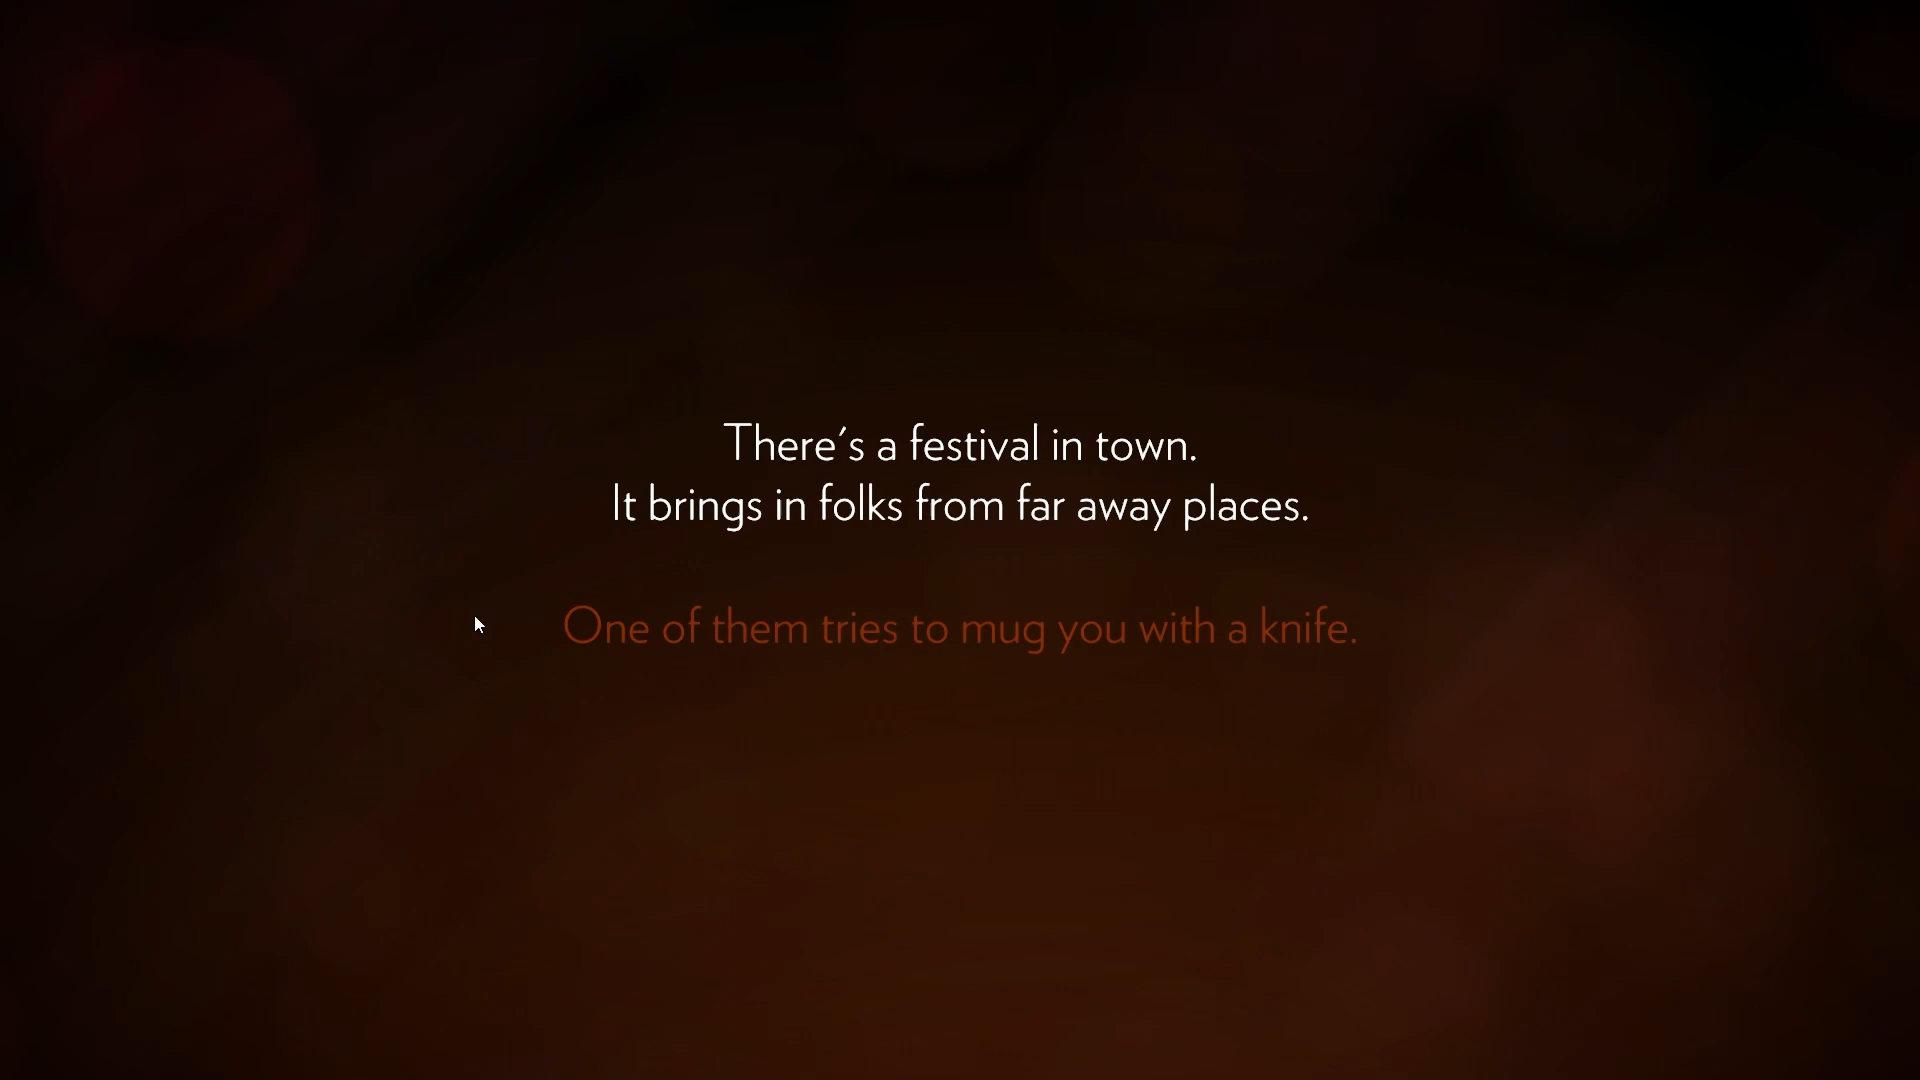 There's a festival in town.
It brings in folks from far away places.
One of them tries to mug you with a knife.